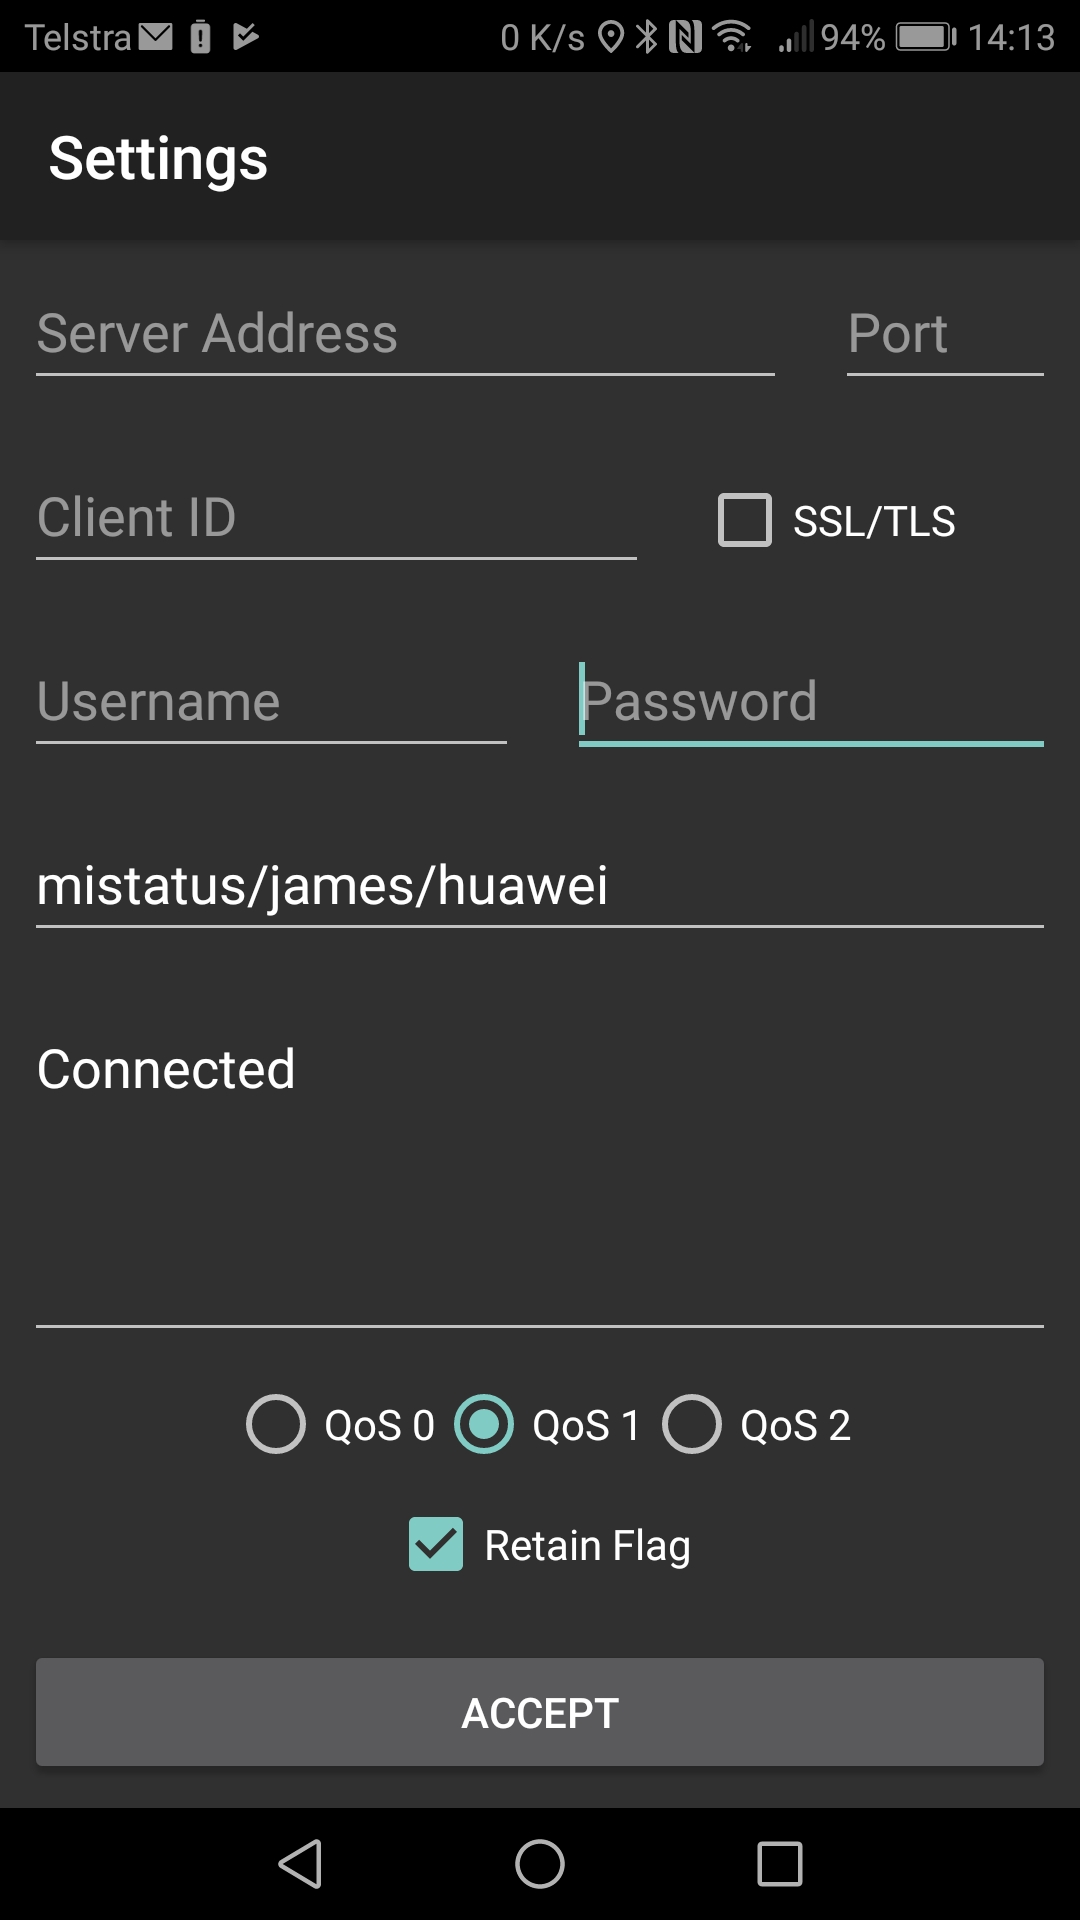 Telstra 0 K/s 94% 14:13
Settings
Server Address Port
Client ID SSL/TLS
Username Password
mistatus/james/huawei
Connected
QoS 0 QoS 1 QoS 2
Retain Flag
ACCEPT